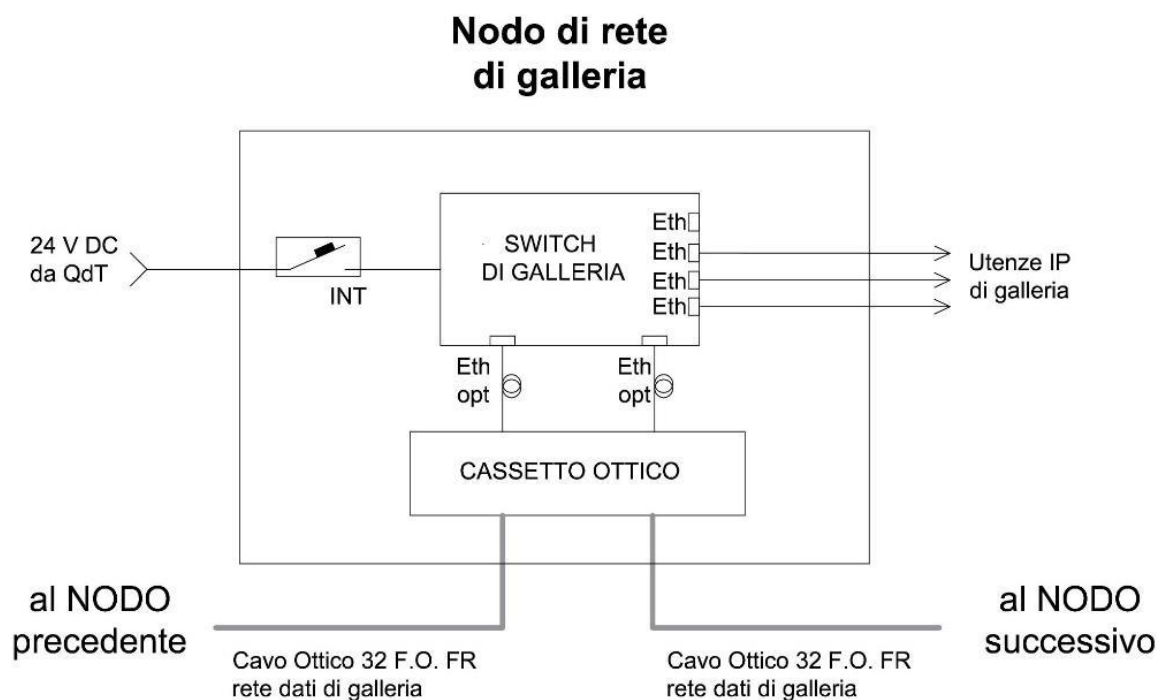 Nodo di rete
di galleria
24 V DC
da QdT
INT
SWITCH
DI GALLERIA
Eth
Eth
Eth
Eth
Utenze IP
di galleria
Eth
opt
Eth
opt
CASSETTO OTTICO
al NODO
precedente
al NODO
successivo
Cavo Ottico 32 F.O. FR
rete dati di galleria
Cavo Ottico 32 F.O. FR
rete dati di galleria